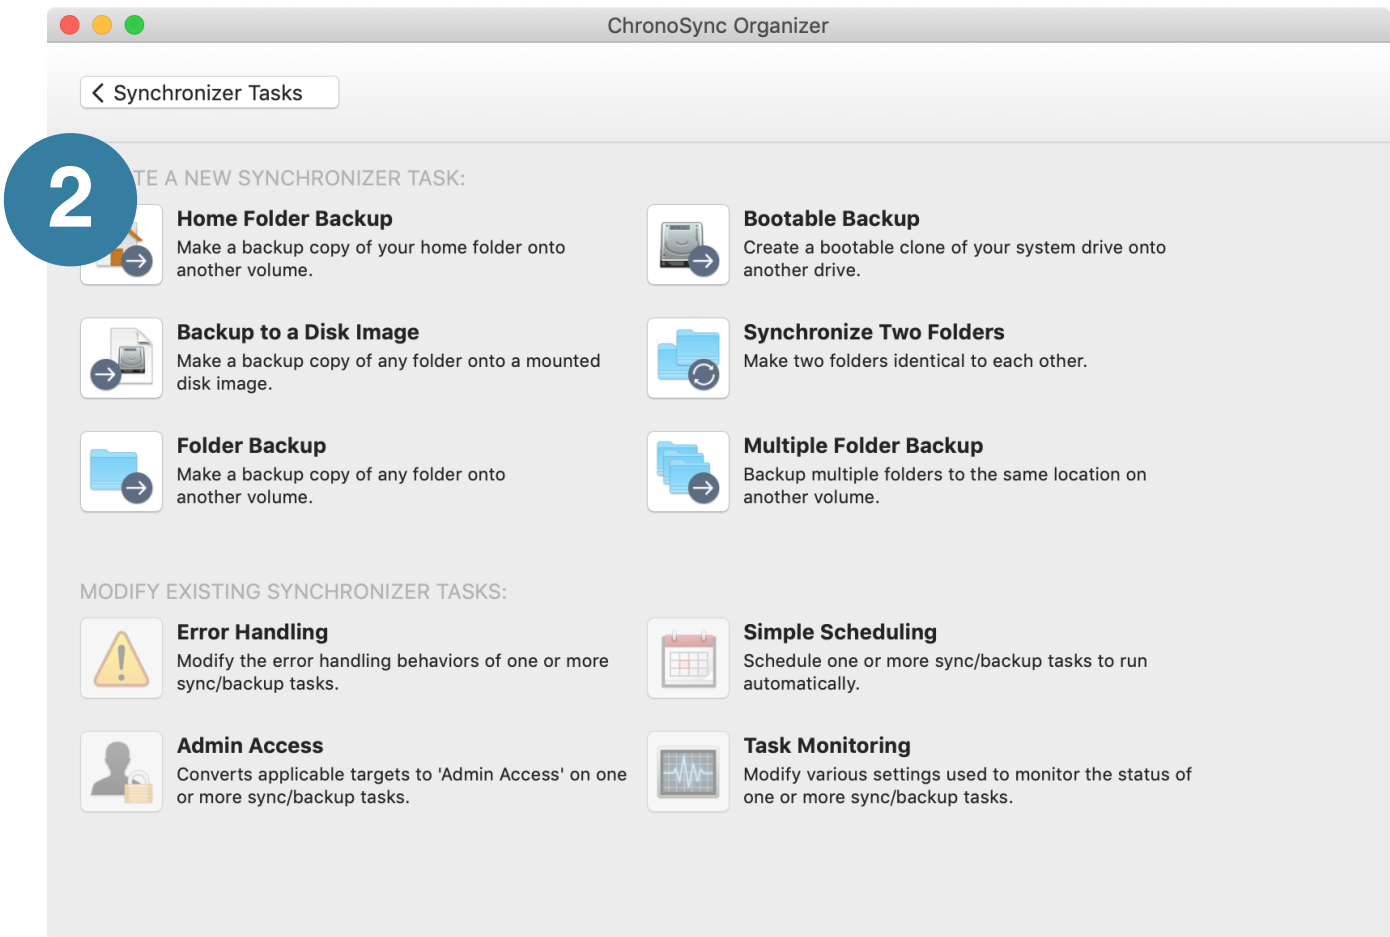 ChronoSync Organizer
Synchronizer Tasks
2
TE A NEW SYNCHRONIZER TASK:
Home Folder Backup
Make a backup copy of your home folder onto
another volume.
Bootable Backup
Create a bootable clone of your system drive onto
another drive.
Backup to a Disk Image
Make a backup copy of any folder onto a mounted
disk image.
Synchronize Two Folders
Make two folders identical to each other.
Folder Backup
Make a backup copy of any folder onto
another volume.
Multiple Folder Backup
Backup multiple folders to the same location on
another volume.
MODIFY EXISTING SYNCHRONIZER TASKS:
Error Handling
Modify the error handling behaviors of one or more
sync/backup tasks.
Simple Scheduling
Schedule one or more sync/backup tasks to run
automatically.
Admin Access
Converts applicable targets to 'Admin Access' on one
or more sync/backup tasks.
Task Monitoring
Modify various settings used to monitor the status of
one or more sync/backup tasks.